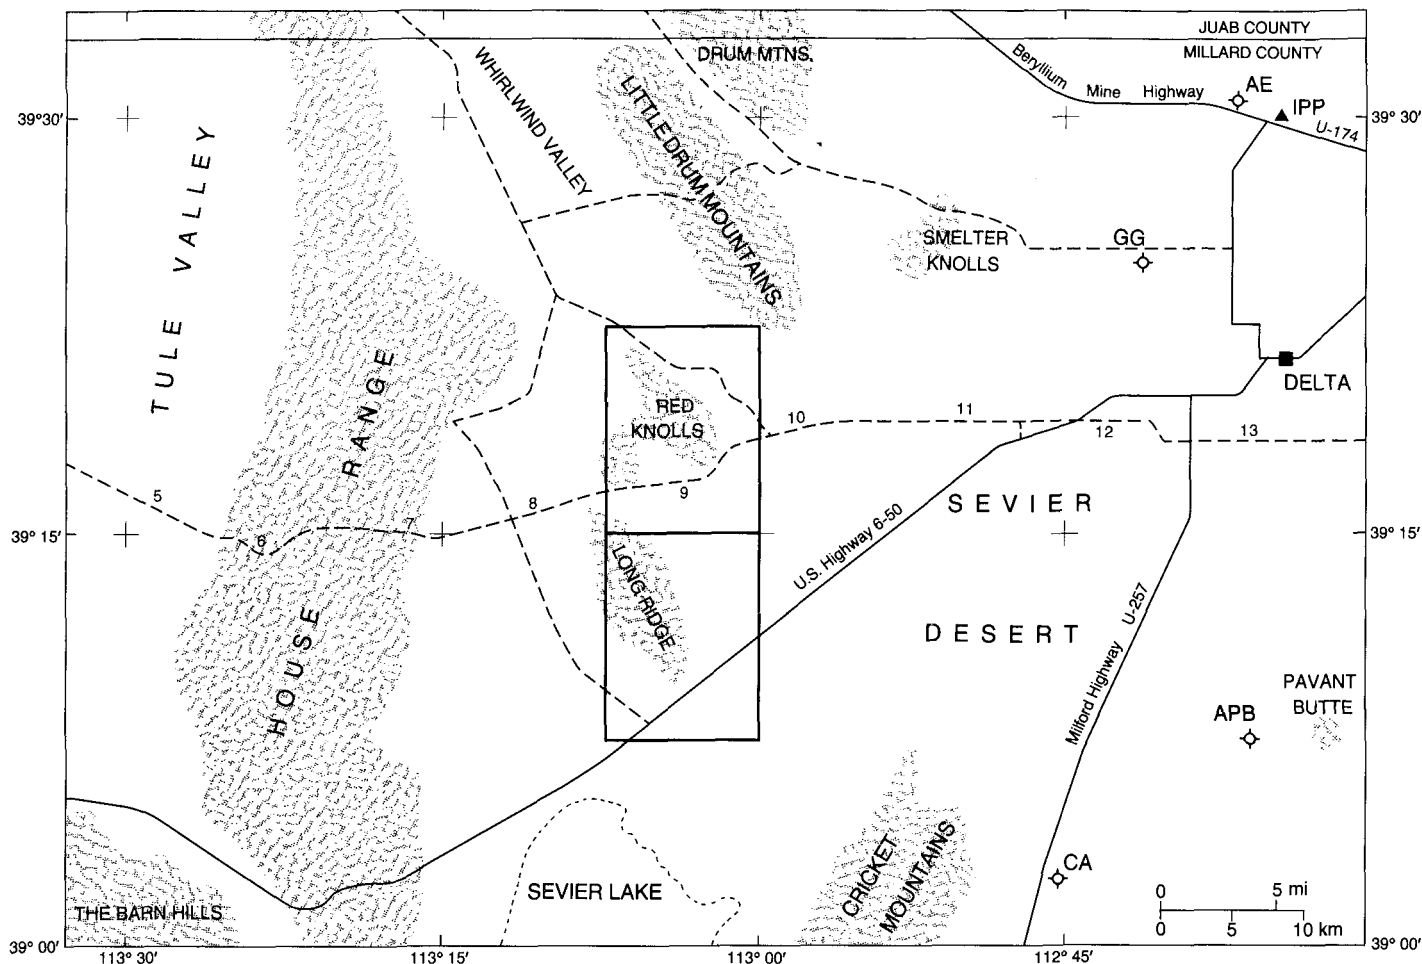 JUAB COUNTY
MILLARD COUNTY
DRUM MTNS.
WHIRLWIND VALLEY
LITTLE DRUM MOUNTAINS
Beryllium Mine Highway
AE
IPP
U-174
39°30′
39° 30′
TULE VALLEY
SMELTER
KNOLLS
GG
DELTA
HOUSE RANGE
RED
KNOLLS
5
6
7
8
9
10
11
12
13
SEVIER
DESERT
39° 15′
39° 15′
LONG RIDGE
U.S. Highway 6-50
Milford Highway U-257
PAVANT
BUTTE
APB
CA
CRICKET
MOUNTAINS
SEVIER LAKE
THE BARN HILLS
0 5 mi
0 5 10 km
39° 00′
39° 00′
113° 30′
113° 15′
113° 00′
112° 45′